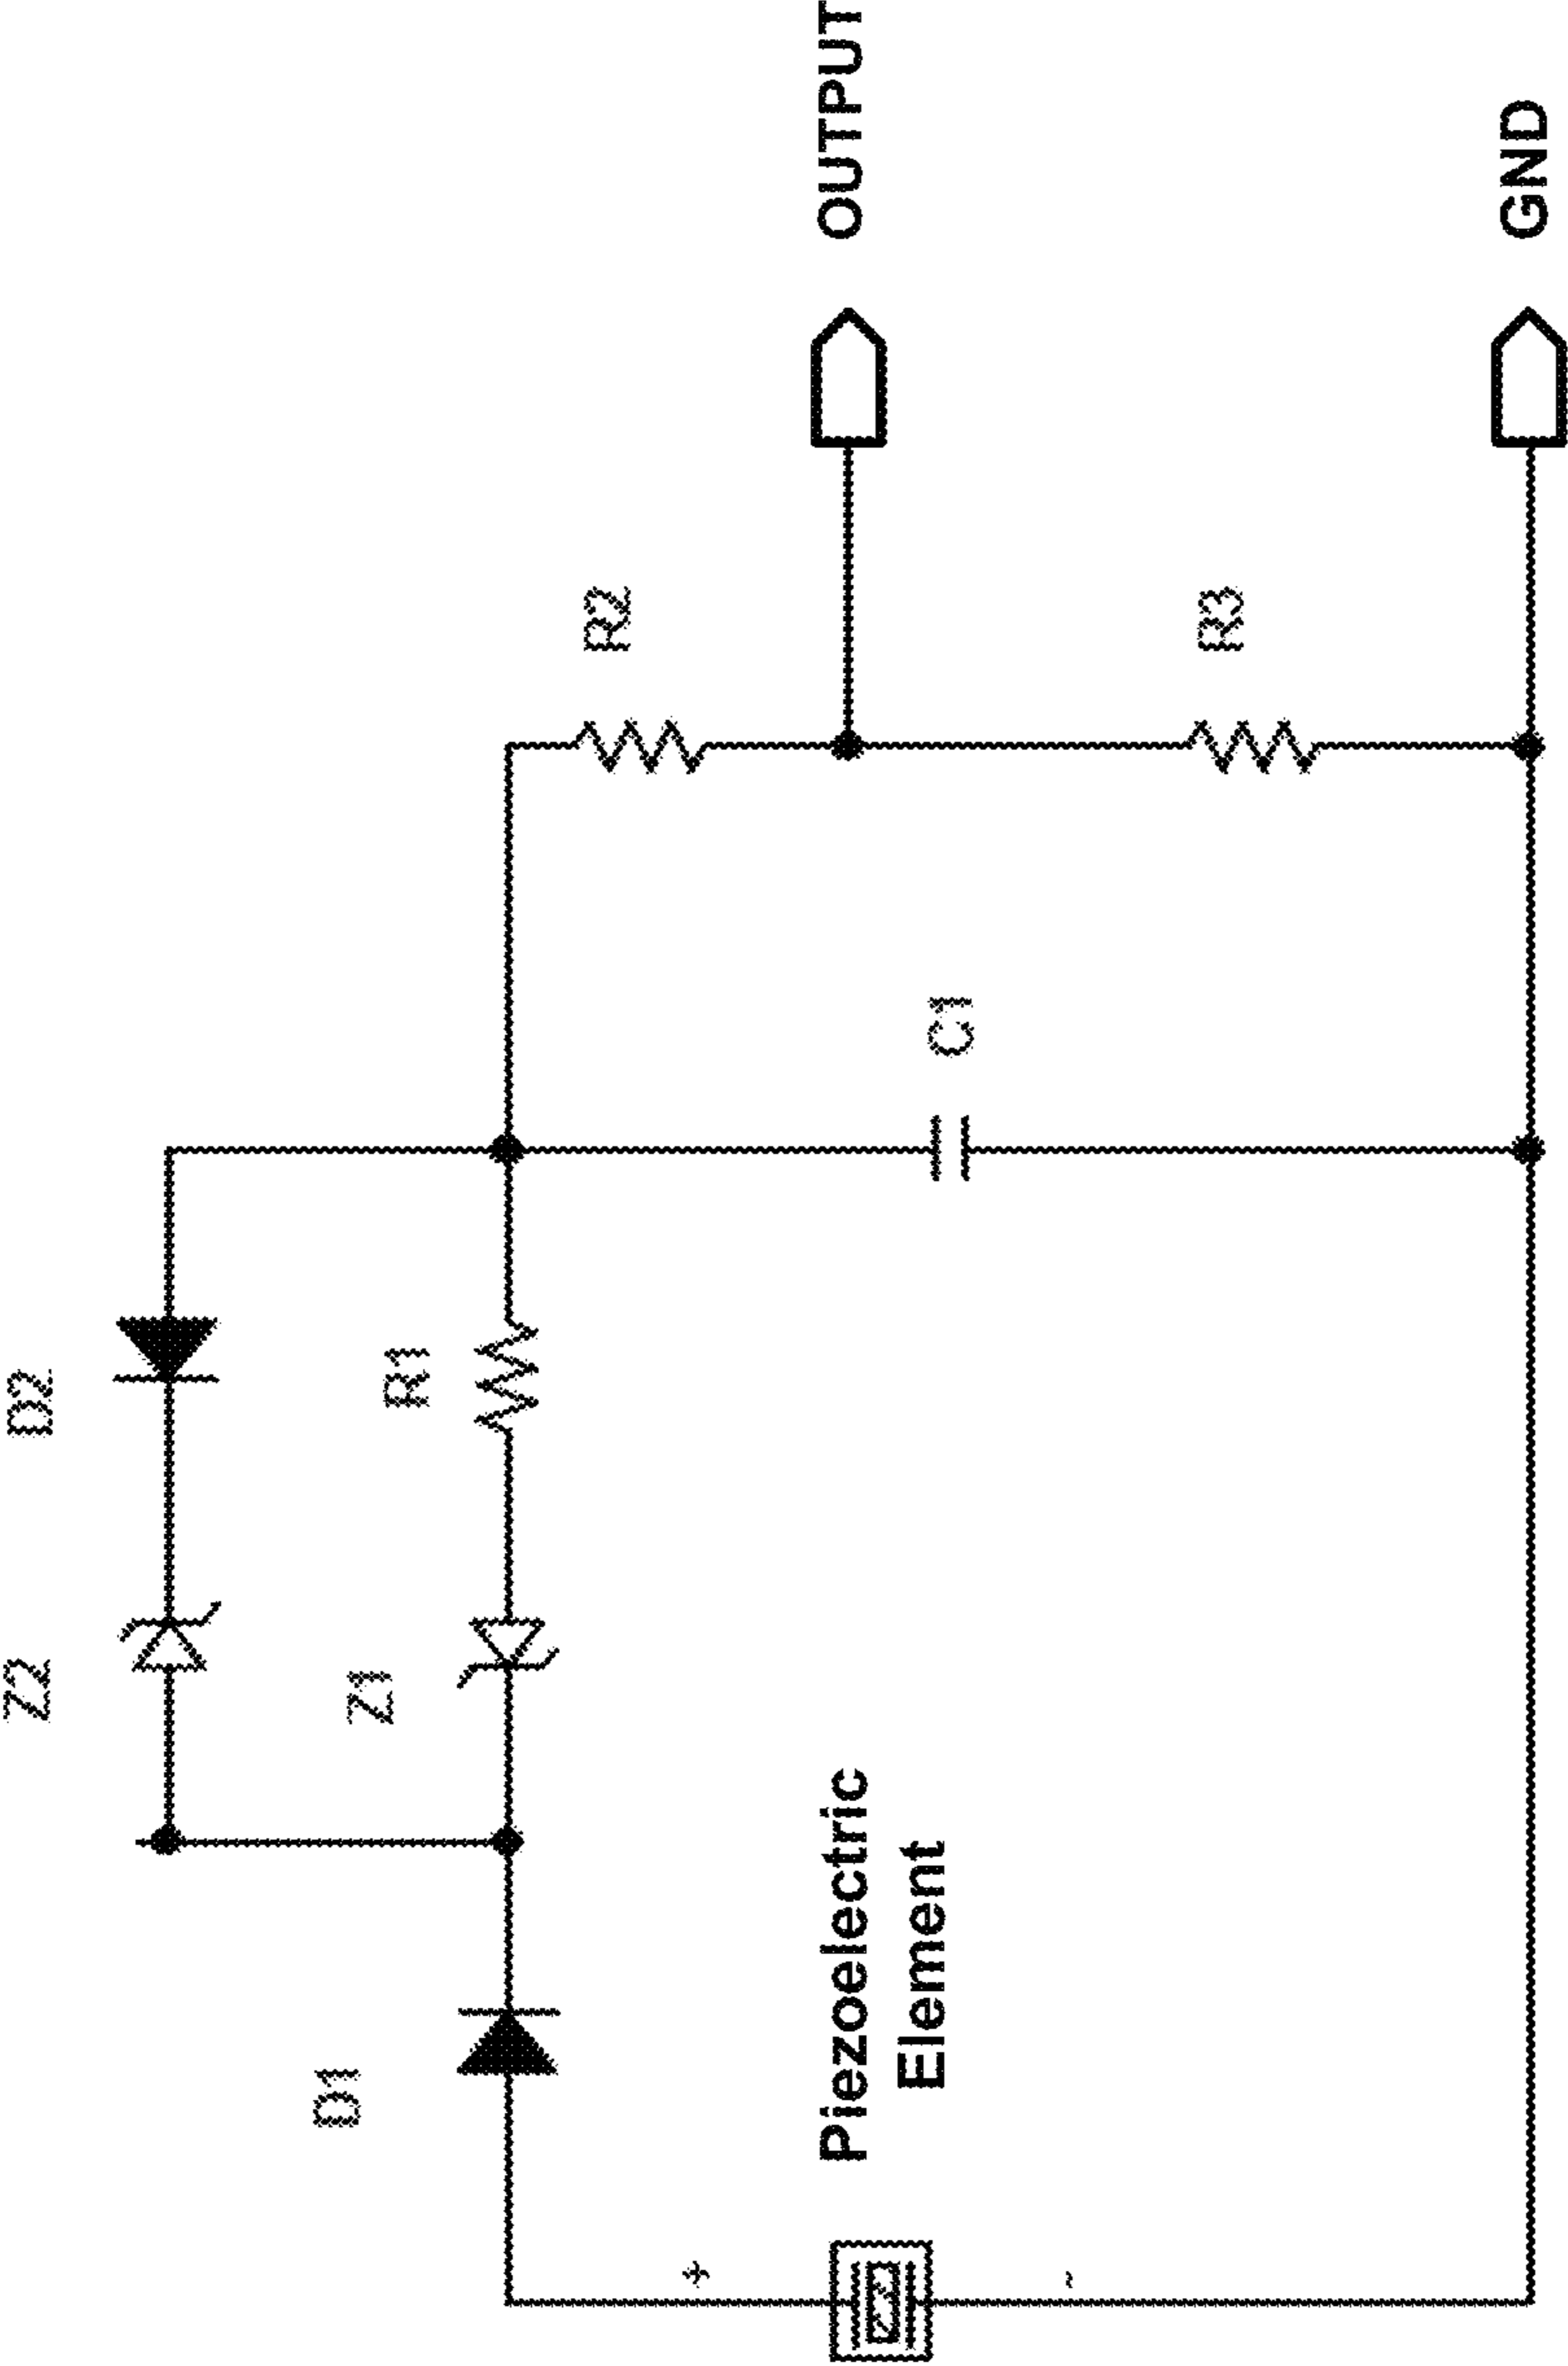 D2
Z2
R1
Z1
D1
R2
OUTPUT
C1
R3
GND
+
Piezoelectric
Element
-